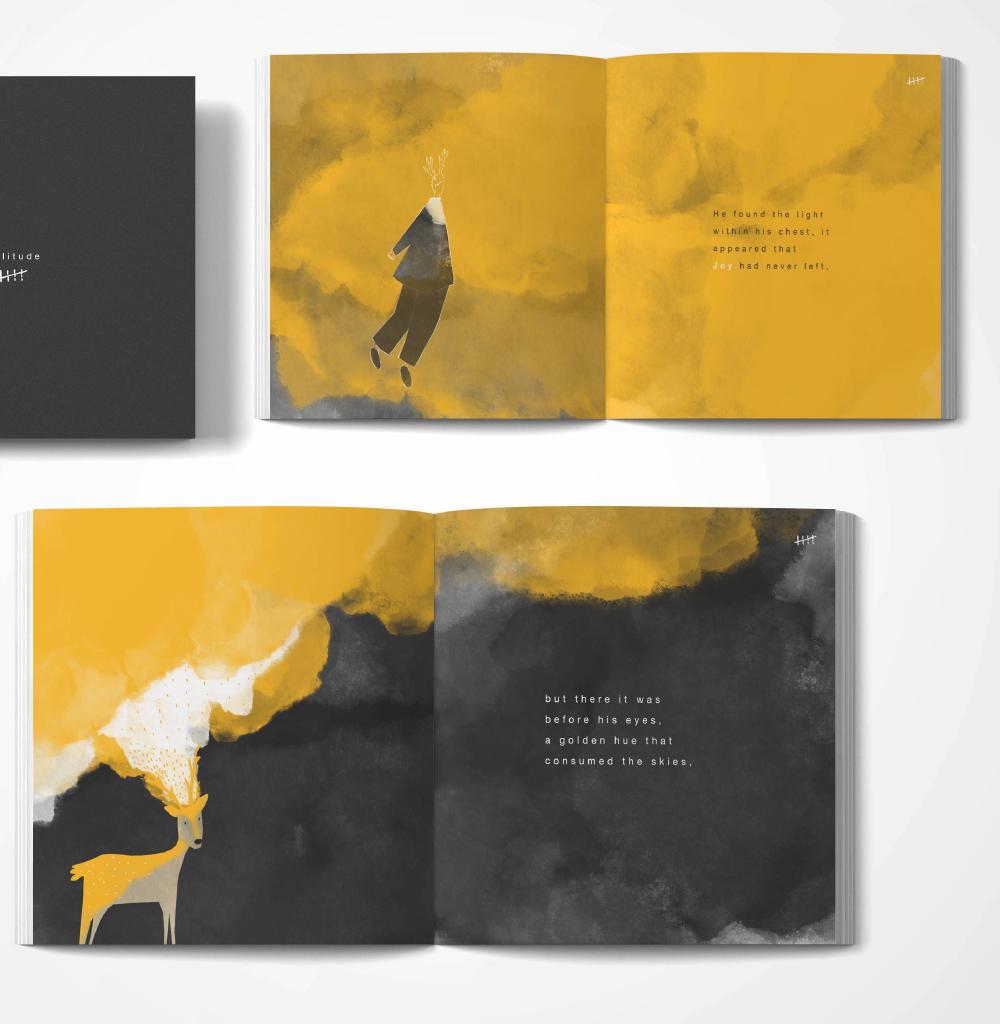 litude
He found the light
within his chest, it
appeared that
Joy had never left,
but there it was
before his eyes,
a golden hue that
consumed the skies,